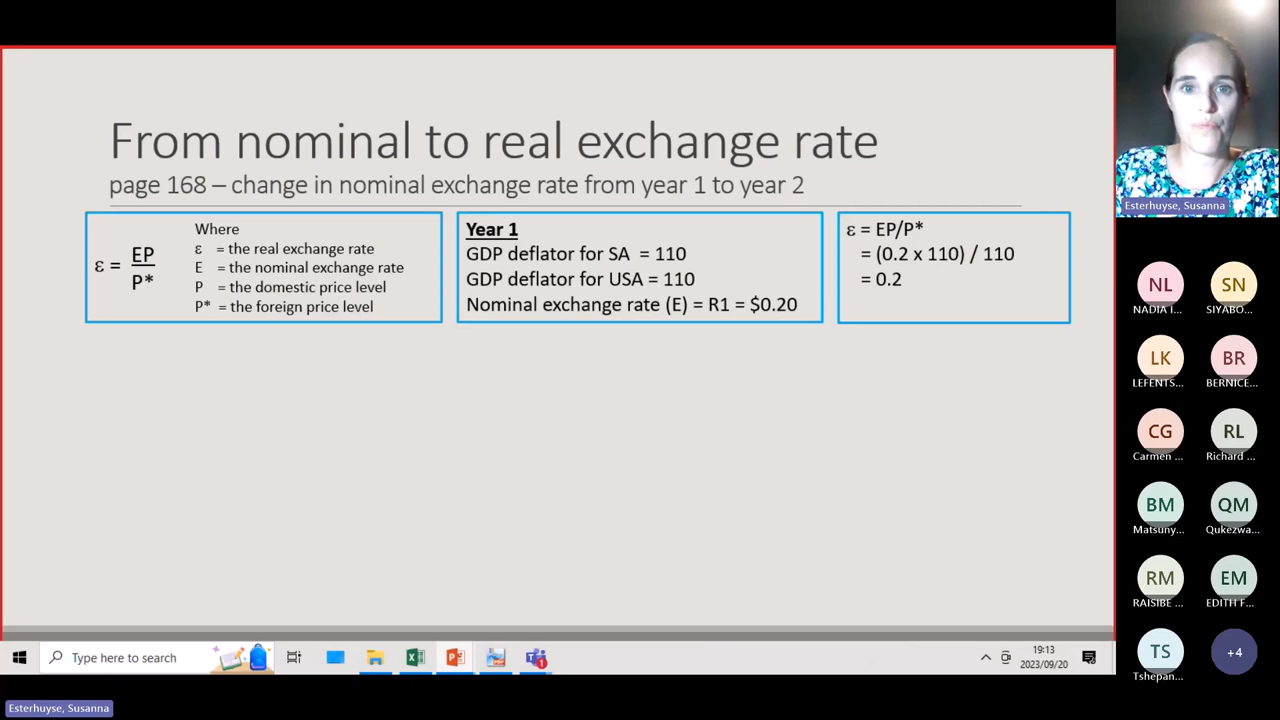 From nominal to real exchange rate
page 168 – change in nominal exchange rate from year 1 to year 2
ε = EP
P*
Where
ε = the real exchange rate
E = the nominal exchange rate
P = the domestic price level
P* = the foreign price level
Year 1
GDP deflator for SA = 110
GDP deflator for USA = 110
Nominal exchange rate (E) = R1 = $0.20
ε = EP/P*
= (0.2 x 110) / 110
= 0.2
Esterhuyse, Susanna
NL
NADIA I...
SN
SIYABO...
LK
LEFENTS...
BR
BERNICE...
CG
Carmen ...
RL
Richard ...
BM
Matsuny...
QM
Qukezwa...
RM
RAISIBE ...
EM
EDITH F...
TS
Tshepan...
+4
Type here to search
1
19:13
2023/09/20
Esterhuyse, Susanna